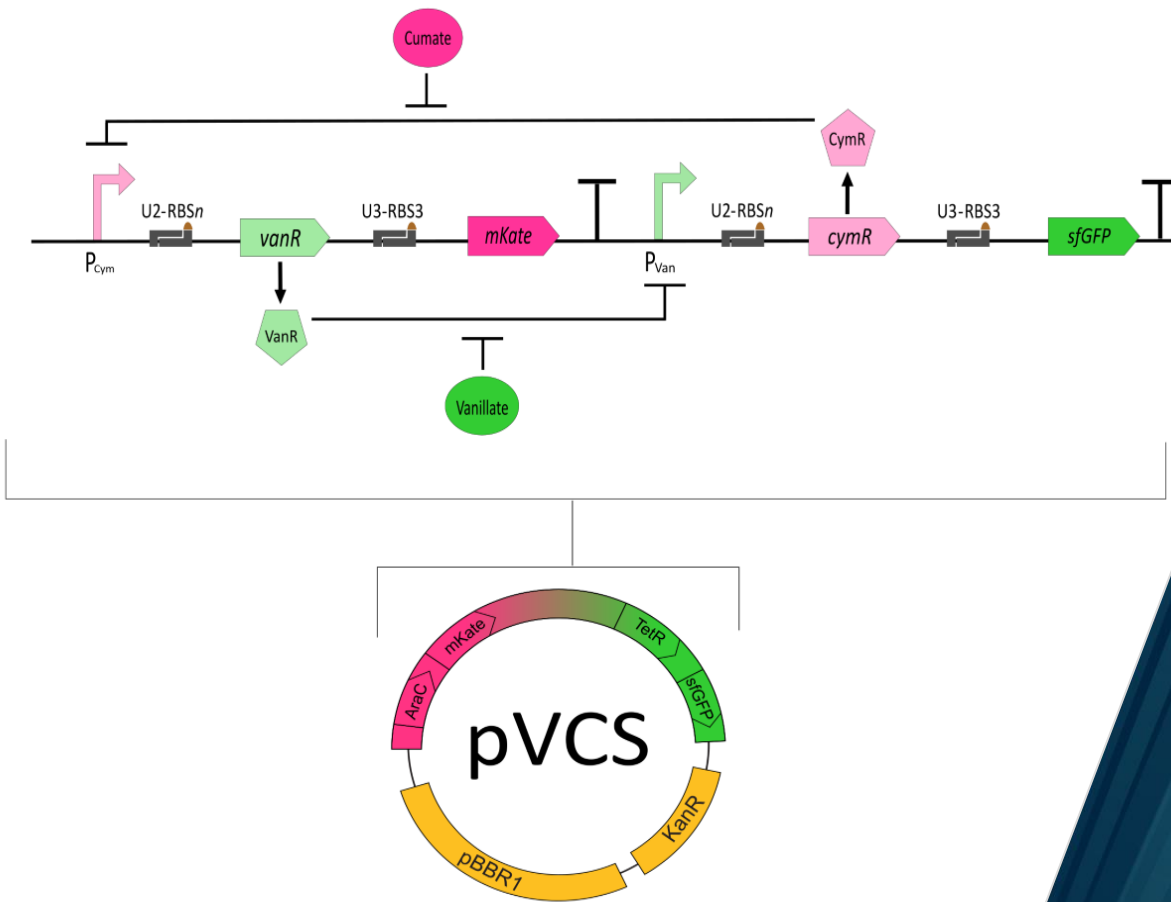 Cumate
CymR
U2-RBSn
U3-RBS3
U2-RBSn
U3-RBS3
vanR
mKate
cymR
sfGFP
PCym
PVan
VanR
Vanillate
AraC
mKate
TetR
sfGFP
pVCS
pBBR1
KanR